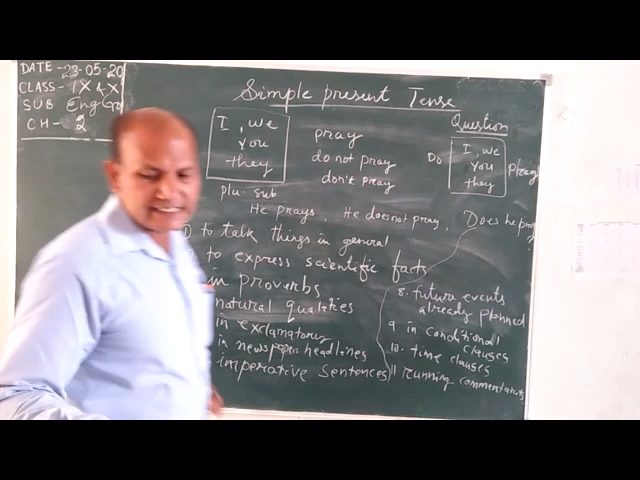 DATE - 23-05-20
CLASS - IX & X
SUB Eng Gr
CH - 2
Simple present Tense
I, we
you
they
pray
do not pray
don't pray
plu. sub
Question
Do
I, we
you
they
pray?
He prays, He does not pray, Does he pray?
1) to talk things in general
to express scientific facts
in Proverbs
natural qualities
in exclamatory
in newspaper headlines
imperative sentences
8. future events
already planned
9 in conditional
clauses
10. time clauses
11 running commentary